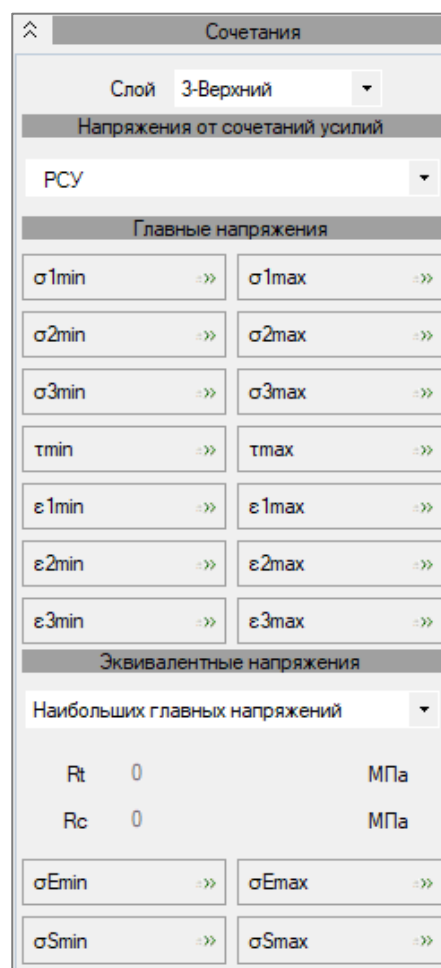 Сочетания
Слой 3-Верхний
Напряжения от сочетаний усилий
РСУ
Главные напряжения
σ1min σ1max
σ2min σ2max
σ3min σ3max
τmin τmax
ε1min ε1max
ε2min ε2max
ε3min ε3max
Эквивалентные напряжения
Наибольших главных напряжений
Rt 0 МПа
Rc 0 МПа
σEmin σEmax
σSmin σSmax